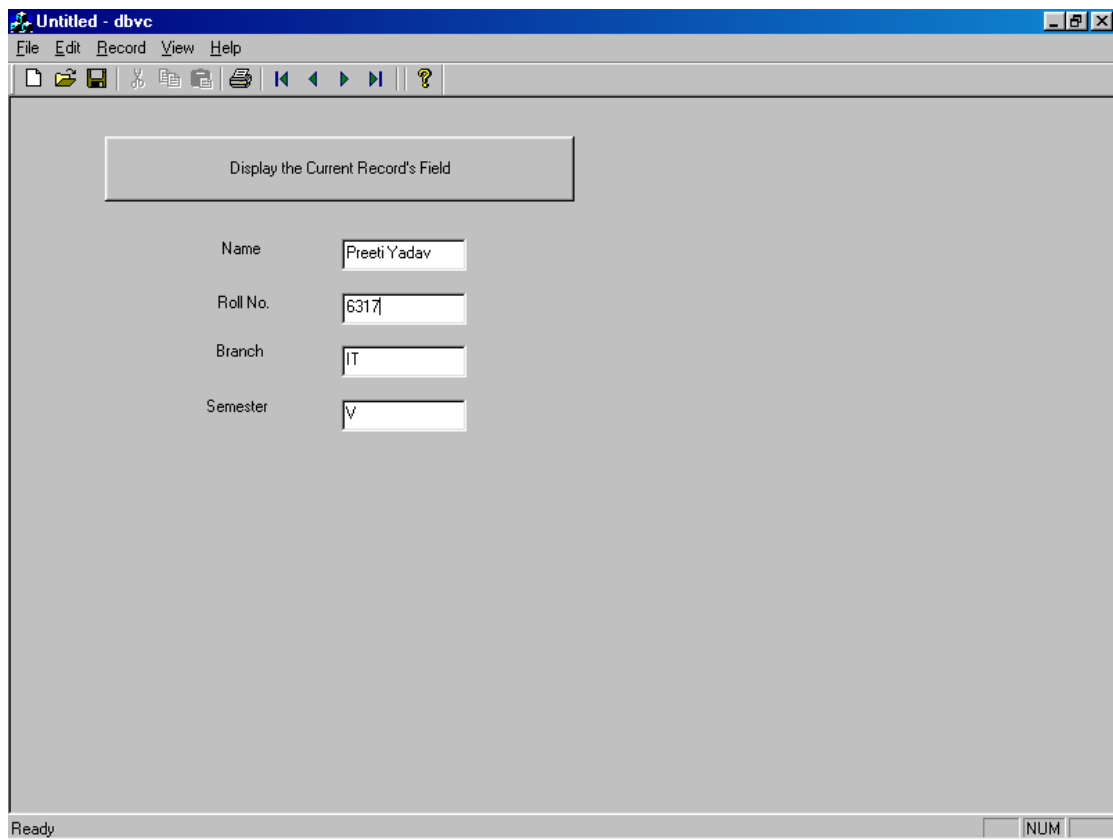 Untitled - dbvc
File Edit Record View Help
Display the Current Record's Field
Name Preeti Yadav
Roll No. 6317
Branch IT
Semester V
Ready NUM